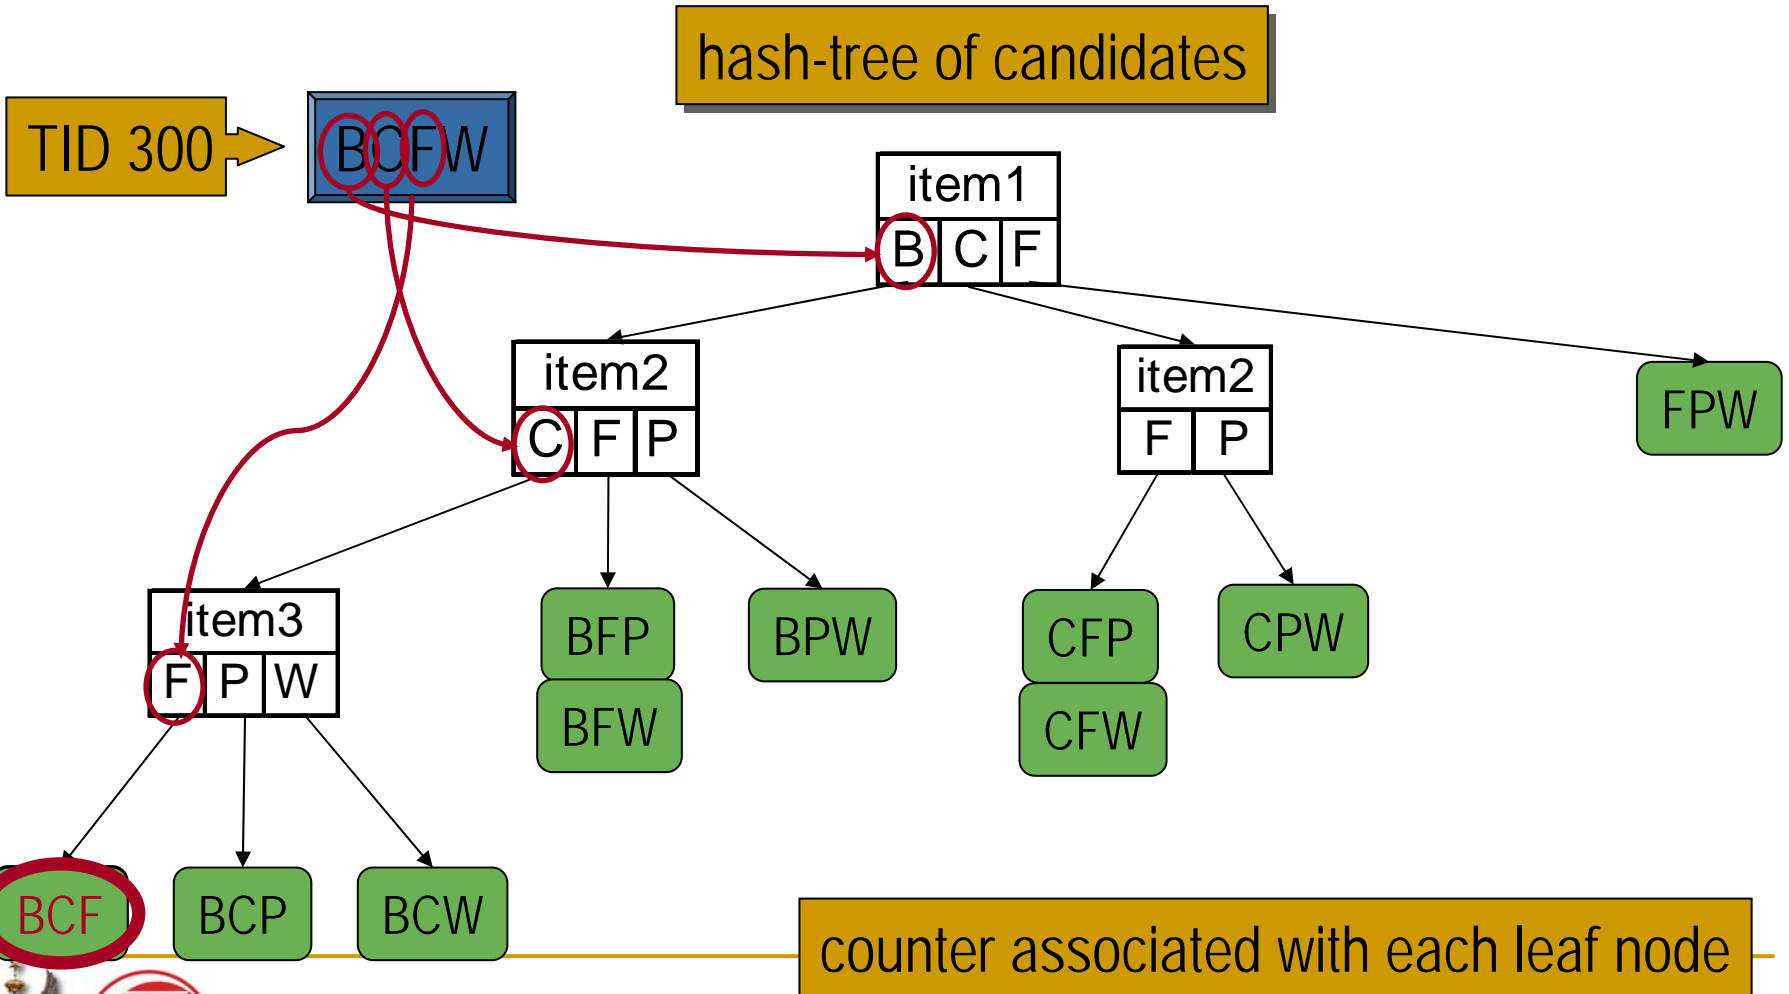 hash-tree of candidates
TID 300
BCFW
item1
B C F
item2
C F P
item2
F P
FPW
item3
F P W
BFP
BFW
BPW
CFP
CFW
CPW
BCF
BCP
BCW
counter associated with each leaf node